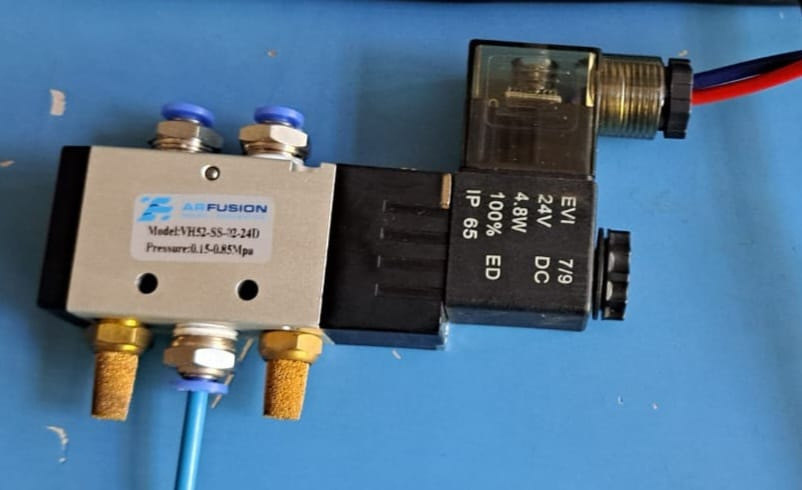 AIRFUSION
Model:VH52-SS-02-24D
Pressure:0.15-0.85Mpa
EVI 7/9
24V DC
4.8W
100% ED
IP 65